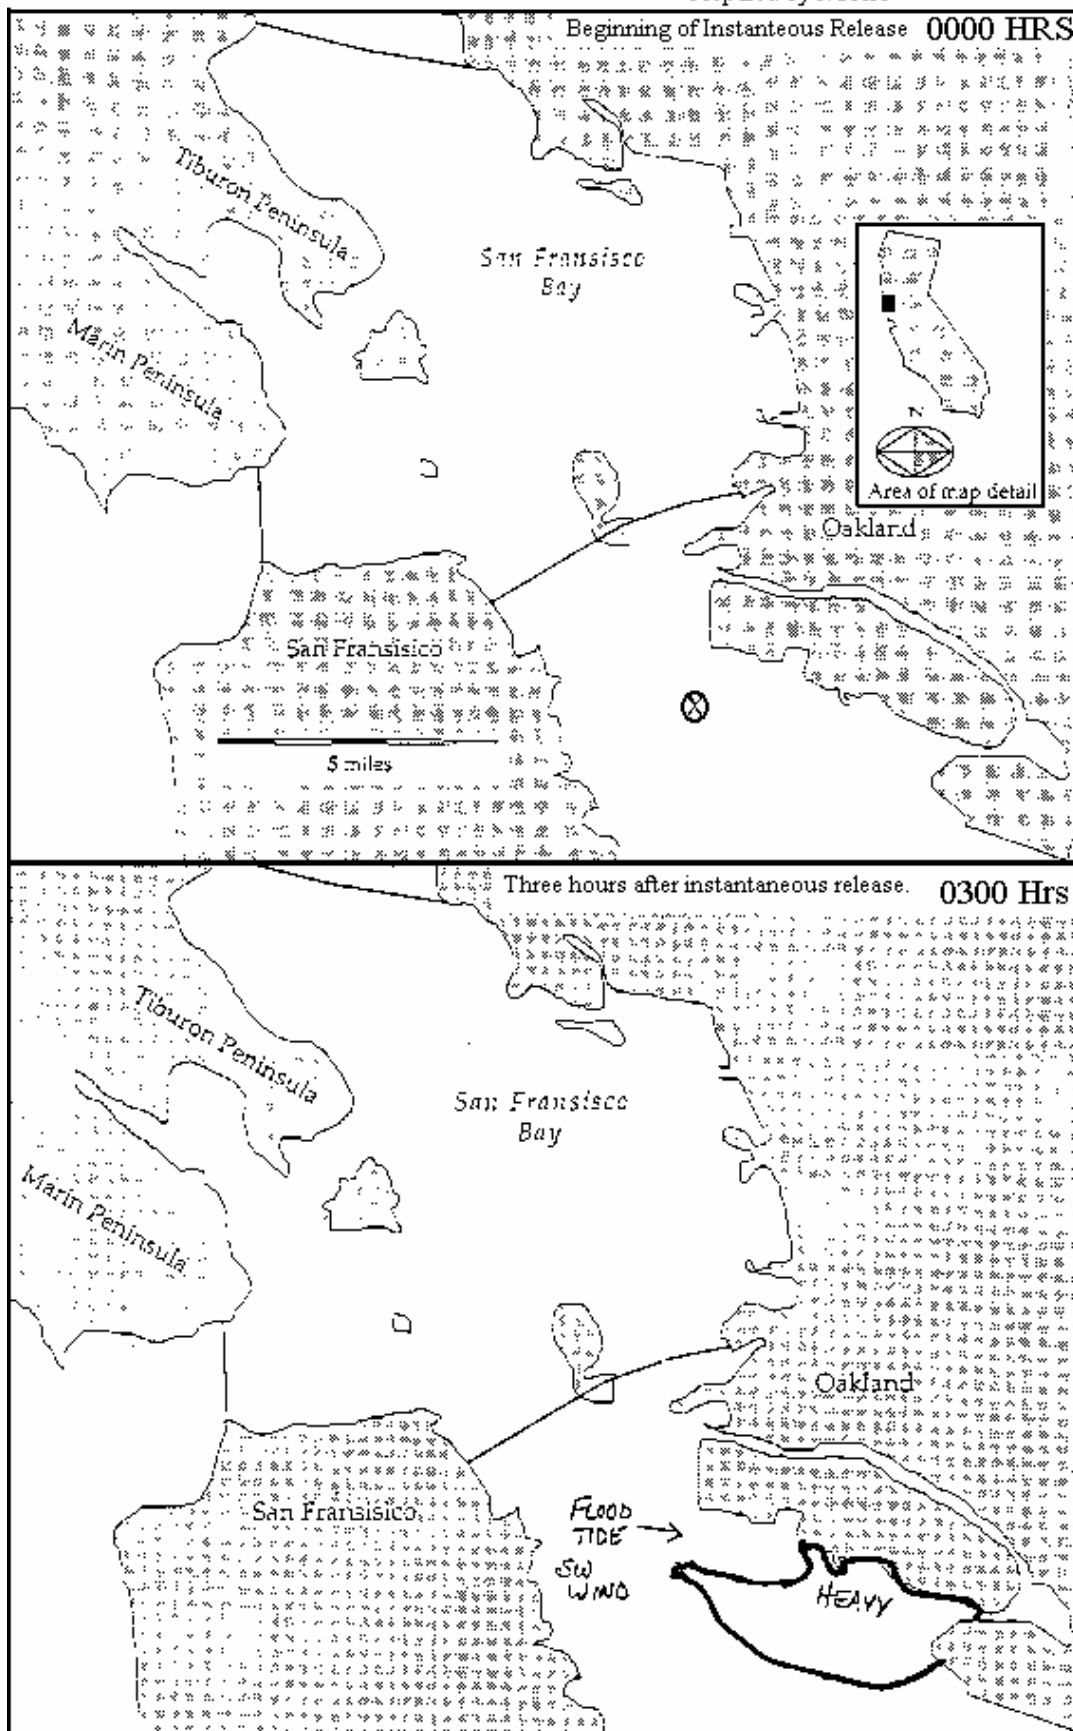 Beginning of Instanteous Release 0000 HRS
Tiburon Peninsula
San Fransisco
Bay
Marin Peninsula
N
Area of map detail
Oakland
San Fransisico
5 miles
Three hours after instantaneous release. 0300 Hrs
Tiburon Peninsula
San Fransisco
Bay
Marin Peninsula
Oakland
San Fransisico
FLOOD
TIDE
SW
WIND
HEAVY